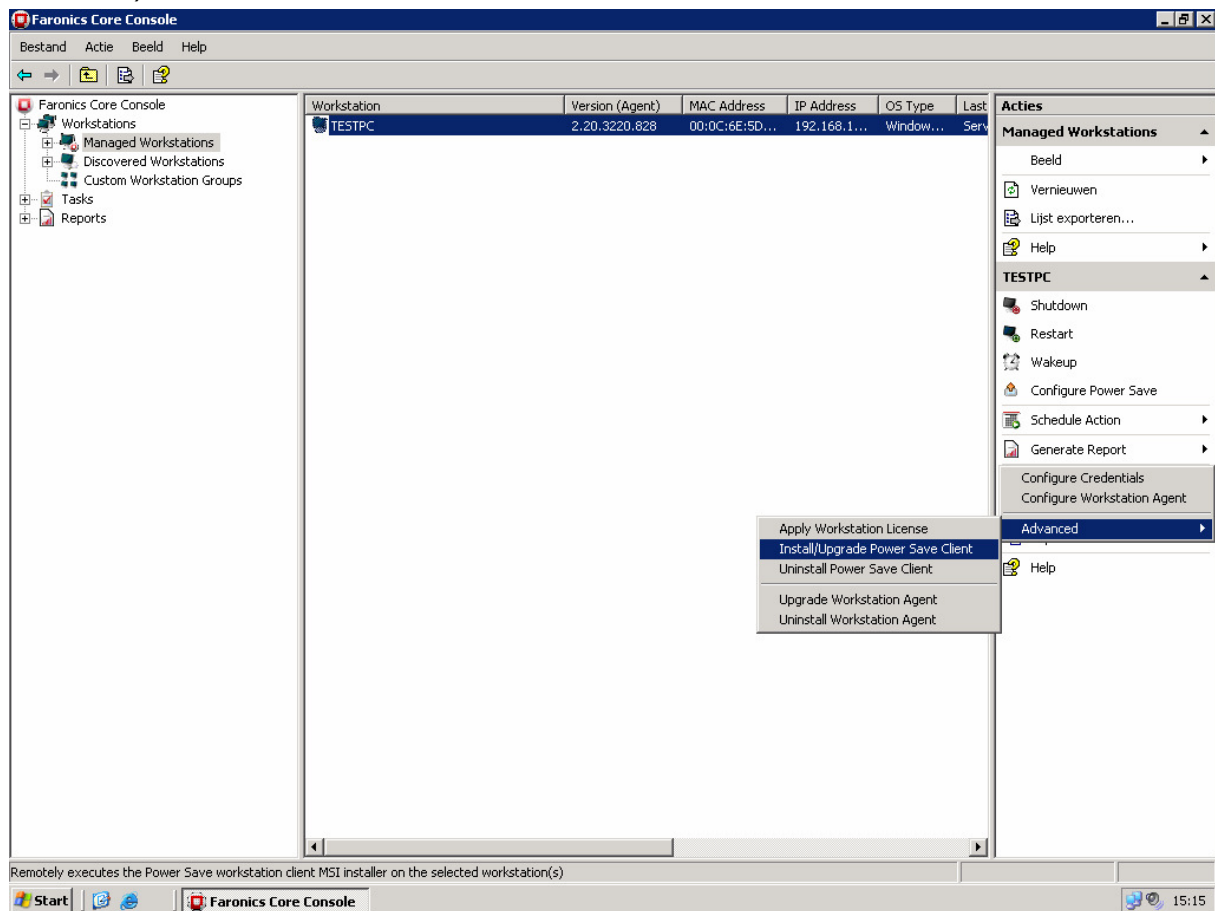 Faronics Core Console
Bestand Actie Beeld Help
Faronics Core Console
Workstations
Managed Workstations
Discovered Workstations
Custom Workstation Groups
Tasks
Reports
Workstation Version (Agent) MAC Address IP Address OS Type Last
TESTPC 2.20.3220.828 00:0C:6E:5D... 192.168.1... Window... Serv
Acties
Managed Workstations
Beeld
Vernieuwen
Lijst exporteren...
Help
TESTPC
Shutdown
Restart
Wakeup
Configure Power Save
Schedule Action
Generate Report
Configure Credentials
Configure Workstation Agent
Advanced
Help
Apply Workstation License
Install/Upgrade Power Save Client
Uninstall Power Save Client
Upgrade Workstation Agent
Uninstall Workstation Agent
Remotely executes the Power Save workstation client MSI installer on the selected workstation(s)
Start Faronics Core Console 15:15